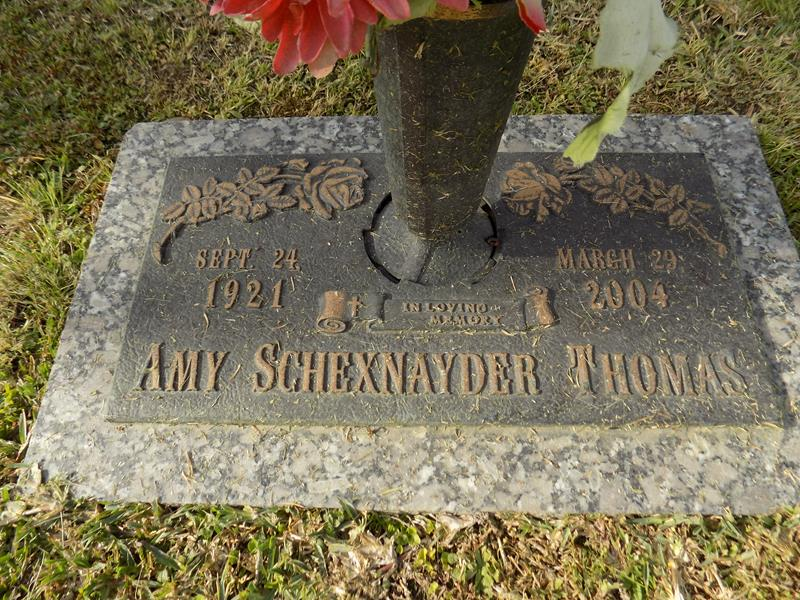 SEPT 24
1921
MARCH 29
2004
IN LOVING
MEMORY
AMY SCHEXNAYDER THOMAS